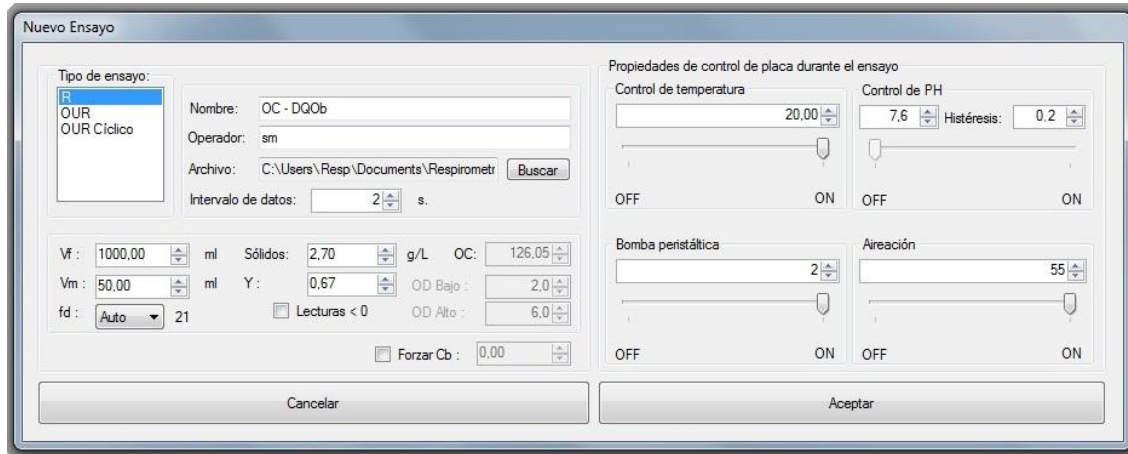 Nuevo Ensayo
Tipo de ensayo:
R
OUR
OUR Cíclico
Nombre: OC - DQOb
Operador: sm
Archivo: C:\Users\Resp\Documents\Respirometr Buscar
Intervalo de datos: 2 s.
Vf : 1000,00 ml Sólidos: 2,70 g/L OC: 126,05
Vm : 50,00 ml Y : 0,67 OD Bajo : 2,0
fd : Auto 21 Lecturas < 0 OD Alto : 6,0
Forzar Cb : 0,00
Propiedades de control de placa durante el ensayo
Control de temperatura
20,00
OFF ON
Control de PH
7,6 Histéresis: 0,2
OFF ON
Bomba peristáltica
2
OFF ON
Aireación
55
OFF ON
Cancelar Aceptar